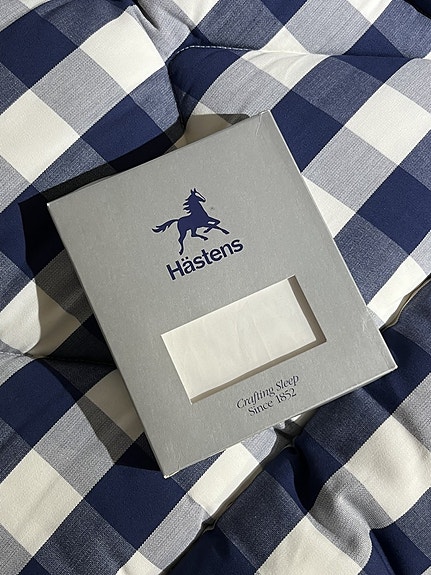 Hästens
Crafting Sleep
Since 1852